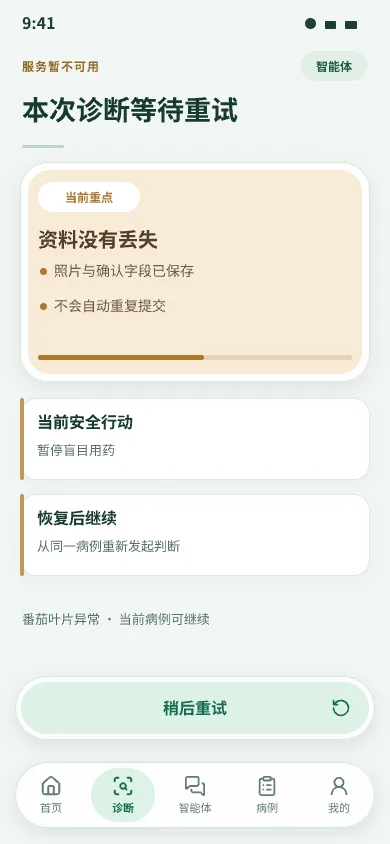 9:41
服务暂不可用
智能体
本次诊断等待重试
当前重点
资料没有丢失
照片与确认字段已保存
不会自动重复提交
当前安全行动
暂停盲目用药
恢复后继续
从同一病例重新发起判断
番茄叶片异常 · 当前病例可继续
稍后重试
首页
诊断
智能体
病例
我的